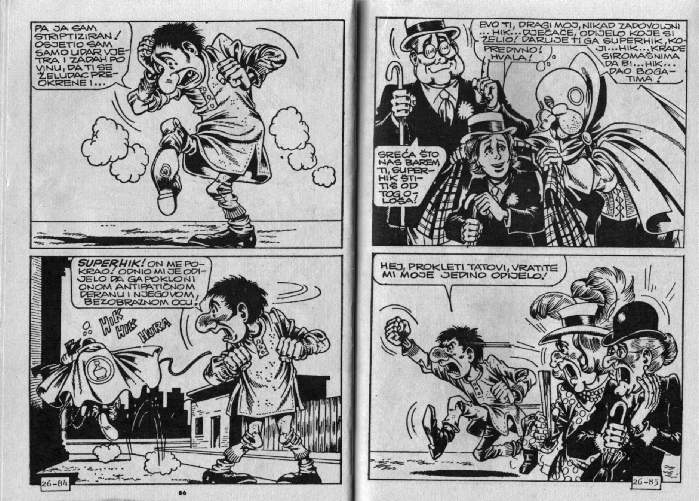 PA JA SAM
STRIPTIZIRAN!
OSJETIO SAM
SAMO UDAR VJE-
TRA I ZADAH PO
VINU, DA TI SE
ŽELUDAC PRE-
OKRENE!...
SUPERHIK! ON ME PO-
KRAO! ODNIO MI JE ODI-
JELO DA GA POKLONI
ONOM ANTIPATIČNOM
DERANU I NJEGOVOM
BEZOBRAZNOM OCU!
HIK
HIK
HURA
26-84
86
EVO TI, DRAGI MOJ, NIKAD ZADOVOLJNI
...HIK... DJEČAČE, ODIJELO KOJE SI
ŽELIO! DARUJE TI GA SUPERHIK, KO-
JI...HIK...KRADE
SIROMAŠNIMA
DA BI...HIK...
DAO BOGA-
TIMA!
PREDIVNO!
HVALA!
SREĆA ŠTO
NAS BAREM
TI, SUPER-
HIK ŠTI-
TIŠ OD
TOG O-
LOŠA!
HEJ, PROKLETI TATOVI, VRATITE
MI MOJE JEDINO ODIJELO!
26-85